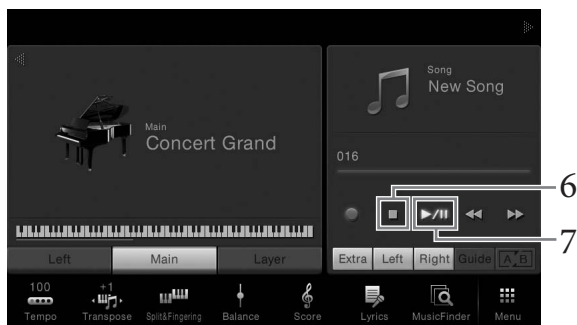 Main
Concert Grand
Song
New Song
016
6
7
Left
Main
Layer
Extra
Left
Right
Guide
A B
100
+1
Tempo
Transpose
Split&Fingering
Balance
Score
Lyrics
MusicFinder
Menu